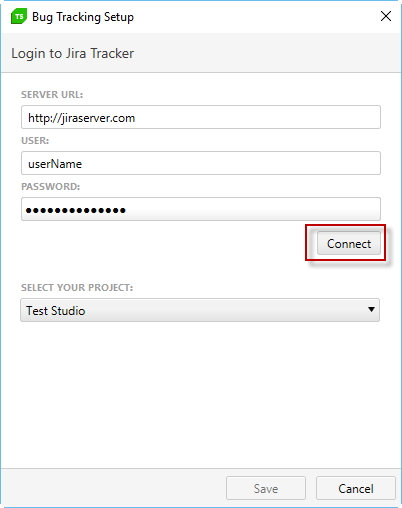 TS Bug Tracking Setup
Login to Jira Tracker
SERVER URL:
http://jiraserver.com
USER:
userName
PASSWORD:
●●●●●●●●●●●●●●
Connect
SELECT YOUR PROJECT:
Test Studio
Save Cancel